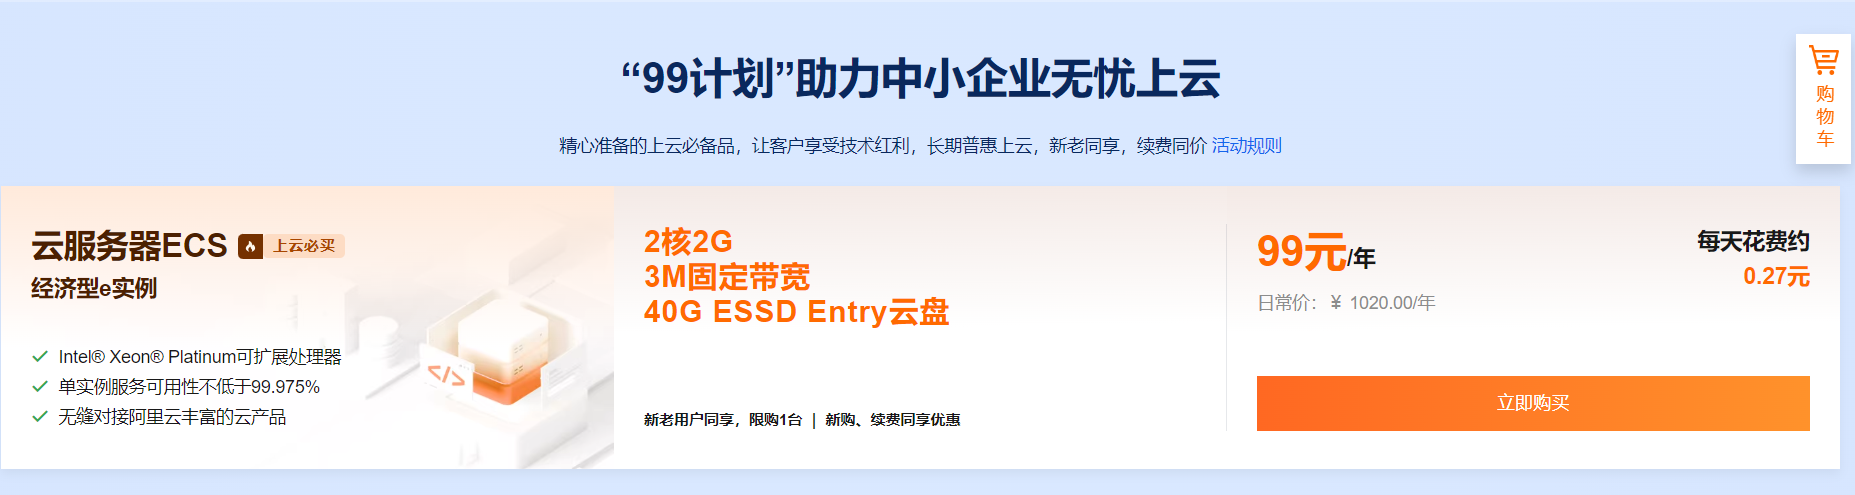 “99计划”助力中小企业无忧上云
精心准备的上云必备品，让客户享受技术红利，长期普惠上云，新老同享，续费同价 活动规则
购物车
云服务器ECS 上云必买
经济型e实例
Intel® Xeon® Platinum可扩展处理器
单实例服务可用性不低于99.975%
无缝对接阿里云丰富的云产品
</>
2核2G
3M固定带宽
40G ESSD Entry云盘
新老用户同享，限购1台 | 新购、续费同享优惠
99元/年
日常价：￥ 1020.00/年
每天花费约
0.27元
立即购买